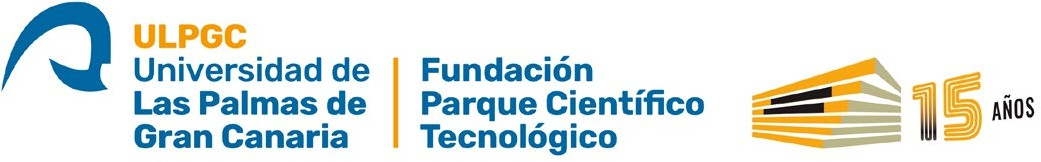 ULPGC
Universidad de
Las Palmas de
Gran Canaria
Fundación
Parque Científico
Tecnológico
15 AÑOS